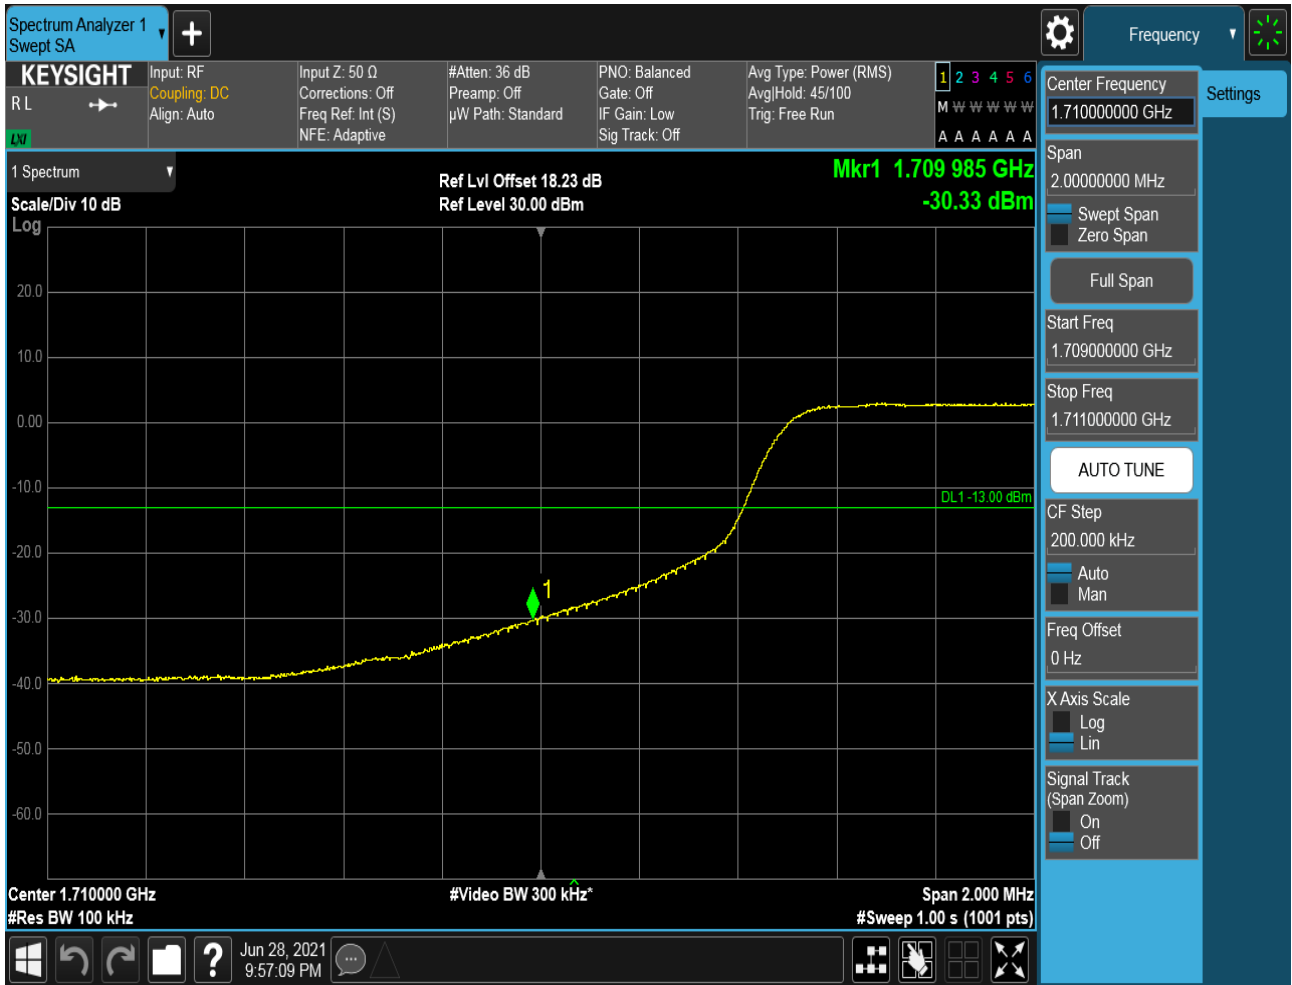 Spectrum Analyzer 1
Swept SA
Frequency
KEYSIGHT
R L
LXI
Input: RF
Coupling: DC
Align: Auto
Input Z: 50 Ω
Corrections: Off
Freq Ref: Int (S)
NFE: Adaptive
#Atten: 36 dB
Preamp: Off
µW Path: Standard
PNO: Balanced
Gate: Off
IF Gain: Low
Sig Track: Off
Avg Type: Power (RMS)
Avg|Hold: 45/100
Trig: Free Run
1 2 3 4 5 6
M W W W W W
A A A A A A
1 Spectrum
Scale/Div 10 dB
Log
Ref Lvl Offset 18.23 dB
Ref Level 30.00 dBm
Mkr1 1.709 985 GHz
-30.33 dBm
20.0
10.0
0.00
-10.0
-20.0
-30.0
-40.0
-50.0
-60.0
DL1 -13.00 dBm
1
Center 1.710000 GHz
#Res BW 100 kHz
#Video BW 300 kHz*
Span 2.000 MHz
#Sweep 1.00 s (1001 pts)
Jun 28, 2021
9:57:09 PM
Center Frequency
1.710000000 GHz
Settings
Span
2.00000000 MHz
Swept Span
Zero Span
Full Span
Start Freq
1.709000000 GHz
Stop Freq
1.711000000 GHz
AUTO TUNE
CF Step
200.000 kHz
Auto
Man
Freq Offset
0 Hz
X Axis Scale
Log
Lin
Signal Track
(Span Zoom)
On
Off